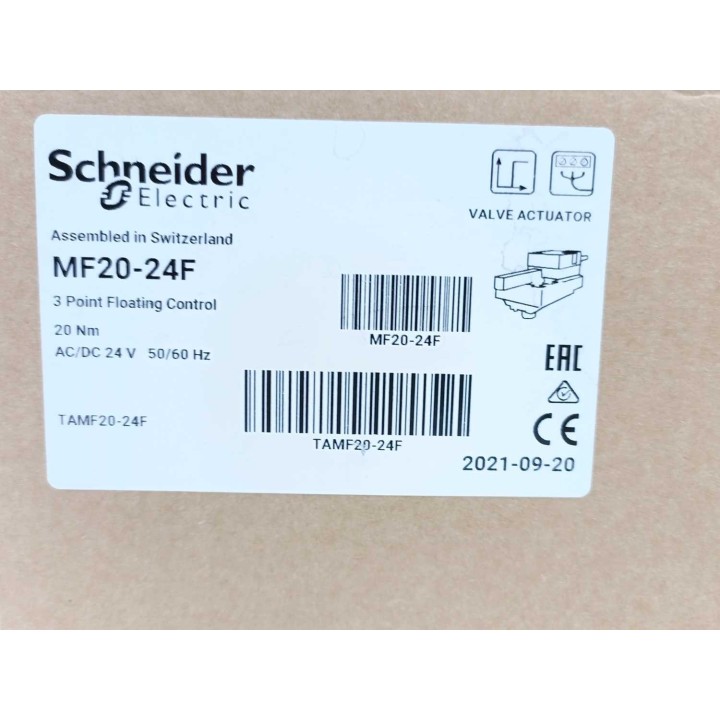 Schneider
Electric
VALVE ACTUATOR
Assembled in Switzerland
MF20-24F
3 Point Floating Control
20 Nm
AC/DC 24 V 50/60 Hz
MF20-24F
EAC
TAMF20-24F
TAMF20-24F
CE
2021-09-20